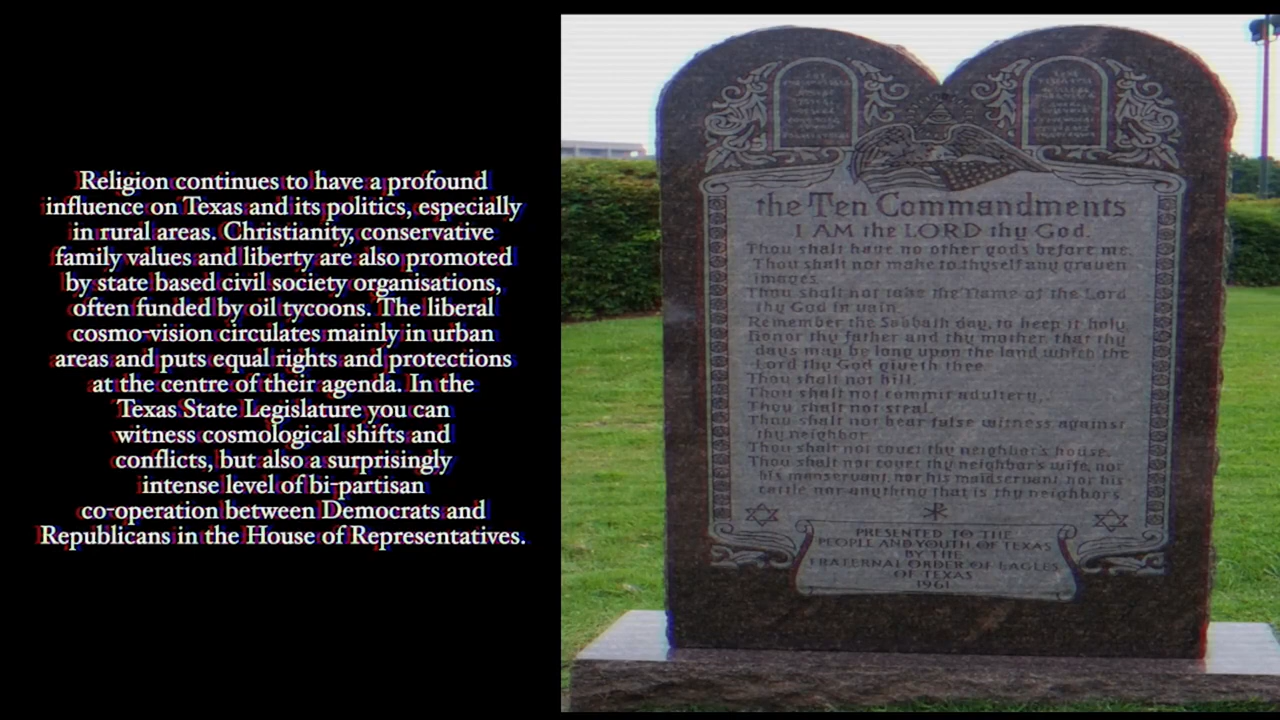 Religion continues to have a profound
influence on Texas and its politics, especially
in rural areas. Christianity, conservative
family values and liberty are also promoted
by state based civil society organisations,
often funded by oil tycoons. The liberal
cosmo-vision circulates mainly in urban
areas and puts equal rights and protections
at the centre of their agenda. In the
Texas State Legislature you can
witness cosmological shifts and
conflicts, but also a surprisingly
intense level of bi-partisan
co-operation between Democrats and
Republicans in the House of Representatives.
the Ten Commandments
I AM the LORD thy God.
Thou shalt have no other gods before me.
Thou shalt not make to thyself any graven
images.
Thou shalt not take the Name of the Lord
thy God in vain.
Remember the Sabbath day, to keep it holy.
Honor thy father and thy mother, that thy
days may be long upon the land which the
Lord thy God giveth thee.
Thou shalt not kill.
Thou shalt not commit adultery.
Thou shalt not steal.
Thou shalt not bear false witness against
thy neighbor.
Thou shalt not covet thy neighbor's house.
Thou shalt not covet thy neighbor's wife, nor
his manservant, nor his maidservant, nor his
cattle nor anything that is thy neighbor's.
PRESENTED TO THE
PEOPLE AND YOUTH OF TEXAS
BY THE
FRATERNAL ORDER OF EAGLES
OF TEXAS
1961